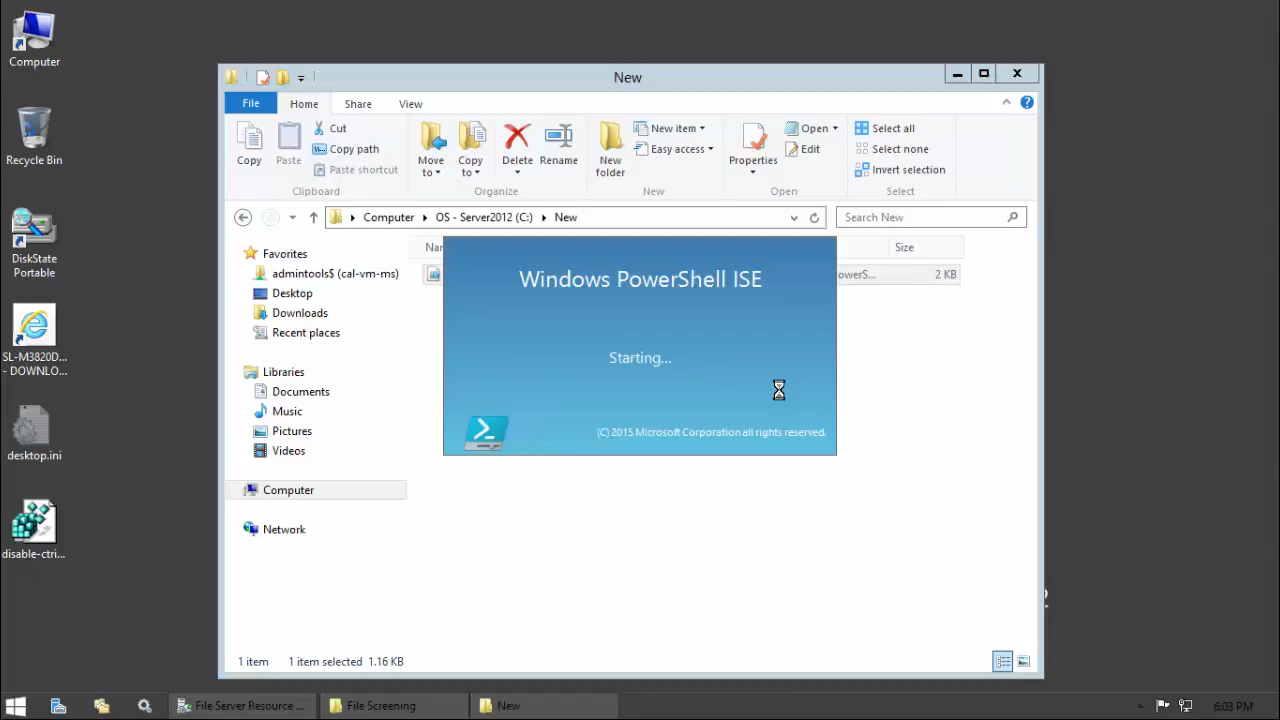 Computer
Recycle Bin
DiskState
Portable
SL-M3820D...
- DOWNLO...
desktop.ini
disable-ctrl...
New
File Home Share View
Copy
Paste
Cut
Copy path
Paste shortcut
Move
to
Copy
to
Delete
Rename
New
folder
New item
Easy access
Properties
Open
Edit
Select all
Select none
Invert selection
Clipboard Organize New Open Select
Computer OS - Server2012 (C:) New
Search New
Favorites
admintools$ (cal-vm-ms)
Desktop
Downloads
Recent places
Libraries
Documents
Music
Pictures
Videos
Computer
Network
Size
2 KB
Windows PowerShell ISE
Starting...
(C) 2015 Microsoft Corporation all rights reserved.
1 item 1 item selected 1.16 KB
File Server Resource ... File Screening New
6:03 PM